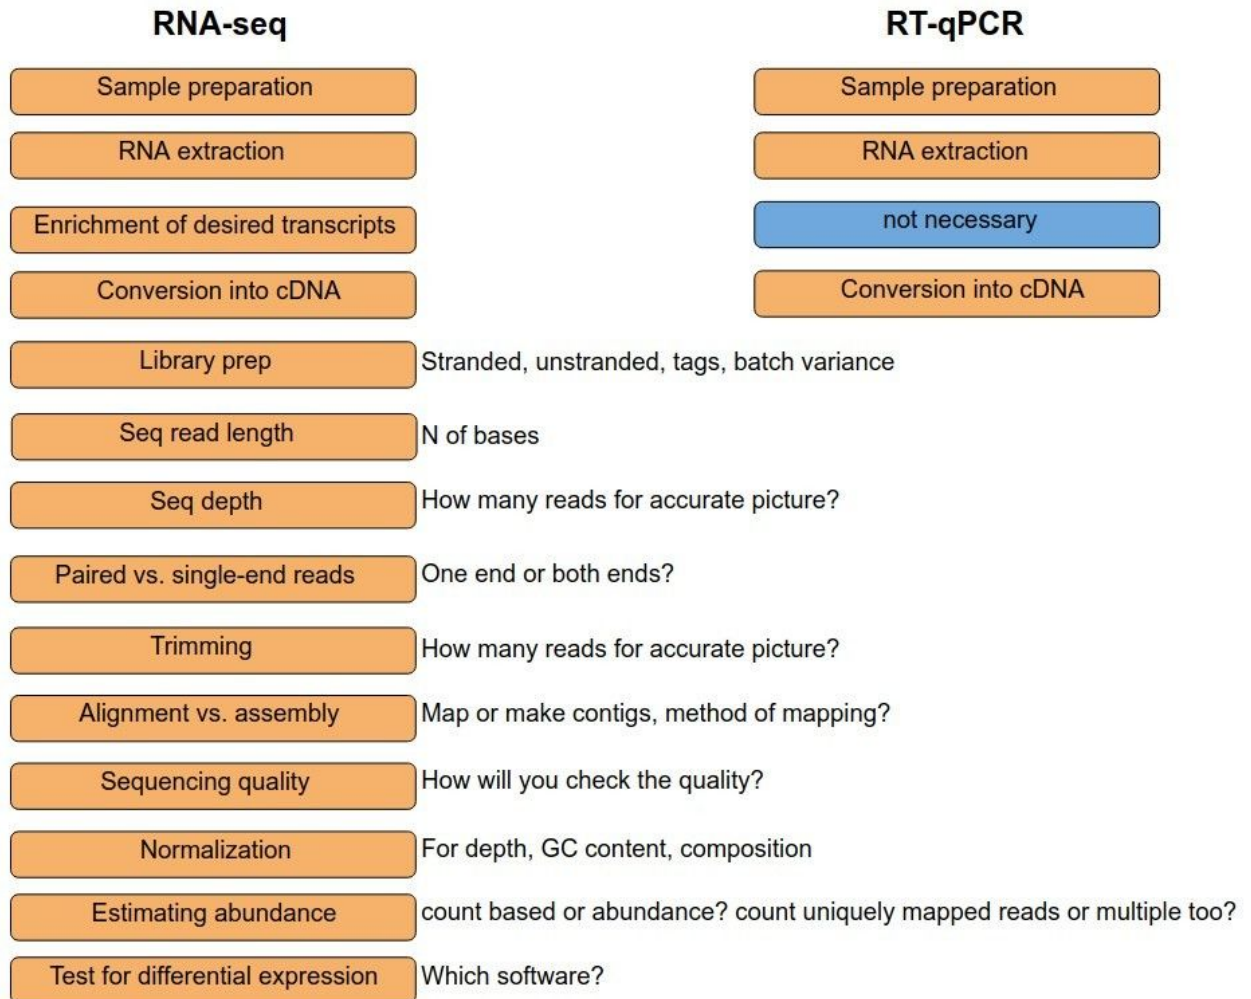 RNA-seq
RT-qPCR
Sample preparation
Sample preparation
RNA extraction
RNA extraction
Enrichment of desired transcripts
not necessary
Conversion into cDNA
Conversion into cDNA
Library prep
Stranded, unstranded, tags, batch variance
Seq read length
N of bases
Seq depth
How many reads for accurate picture?
Paired vs. single-end reads
One end or both ends?
Trimming
How many reads for accurate picture?
Alignment vs. assembly
Map or make contigs, method of mapping?
Sequencing quality
How will you check the quality?
Normalization
For depth, GC content, composition
Estimating abundance
count based or abundance? count uniquely mapped reads or multiple too?
Test for differential expression
Which software?